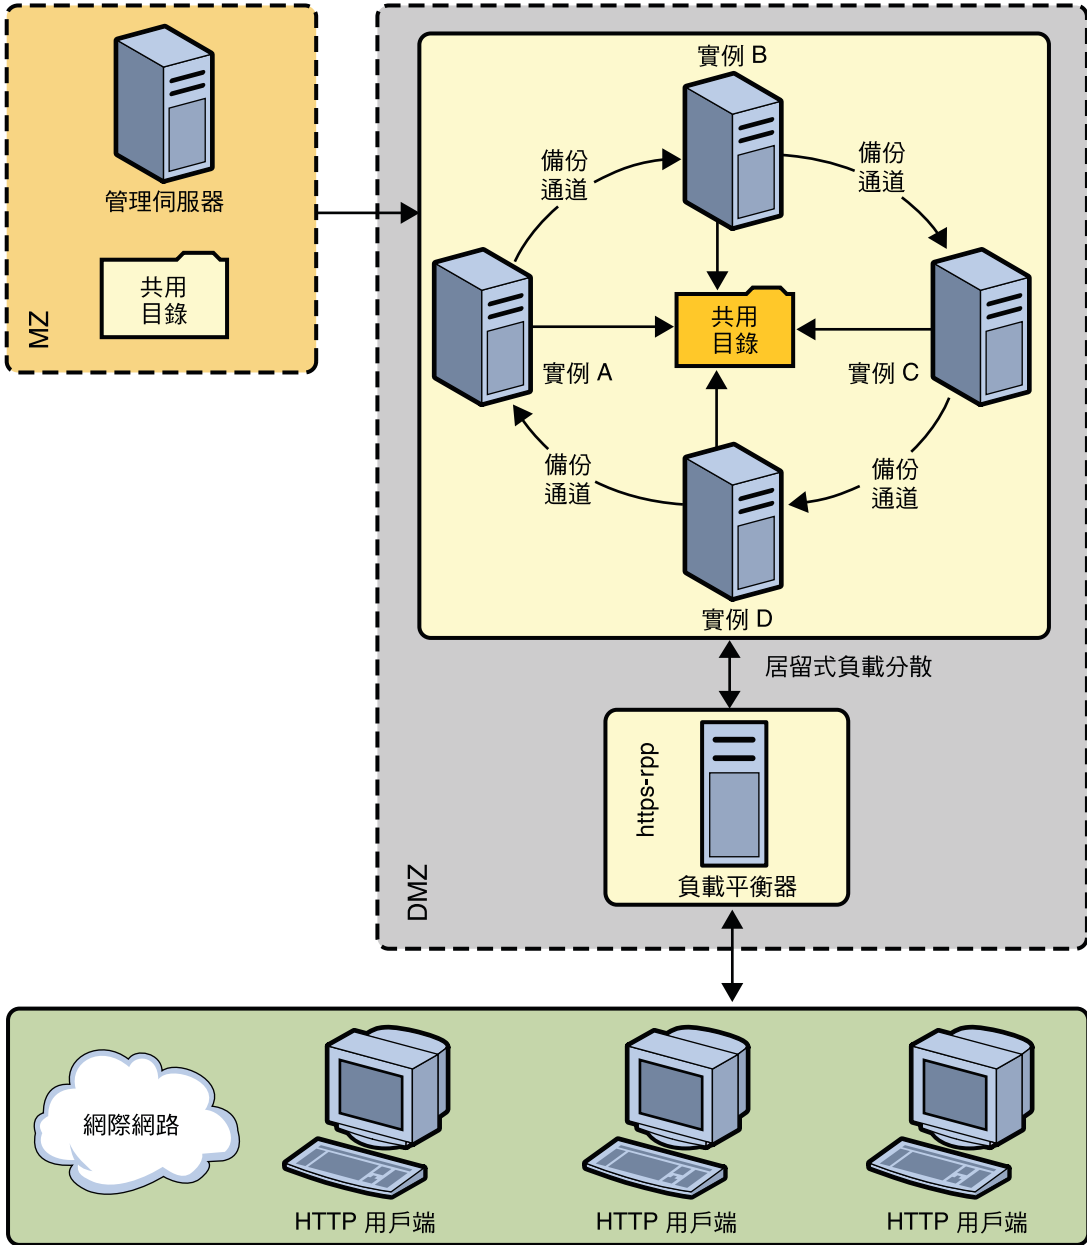 管理伺服器
共用
目錄
MZ
實例 B
備份
通道
備份
通道
共用
目錄
實例 A
實例 C
備份
通道
備份
通道
實例 D
居留式負載分散
https-rpp
負載平衡器
DMZ
網際網路
HTTP 用戶端
HTTP 用戶端
HTTP 用戶端